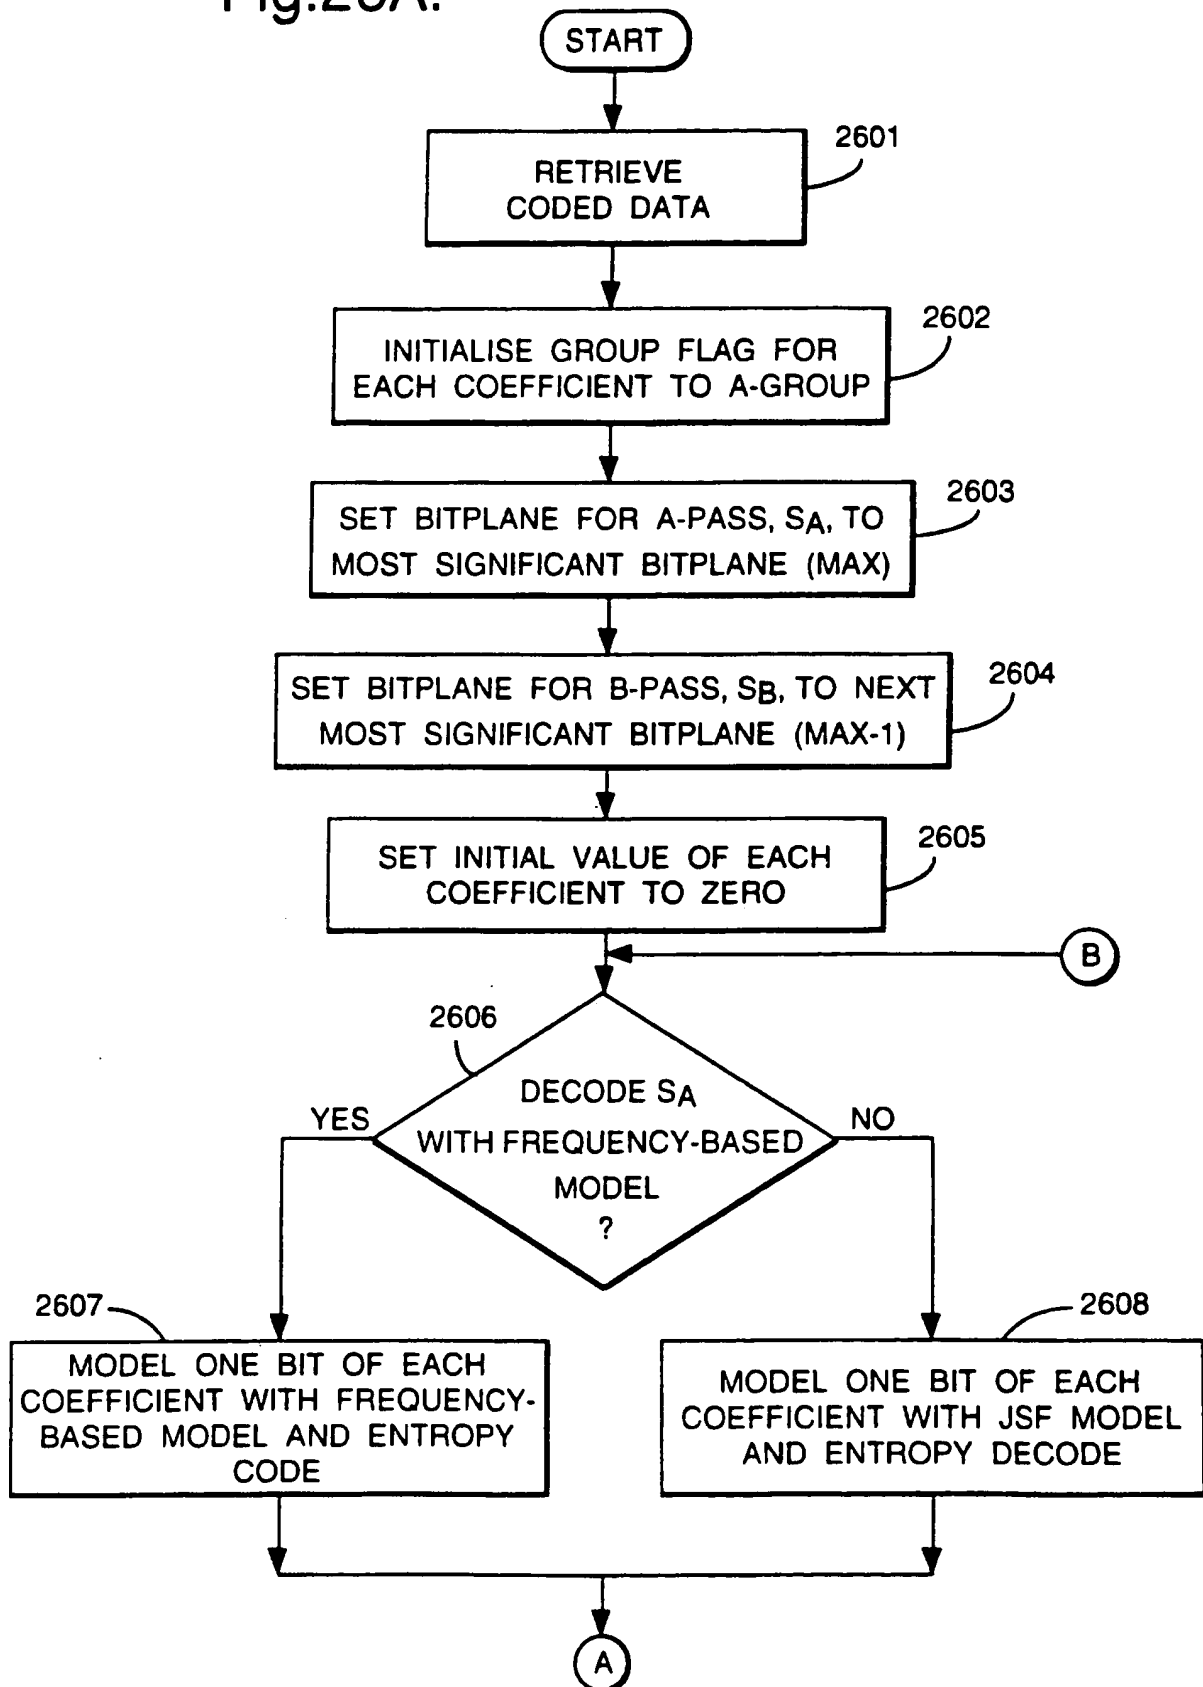 Fig.26A.
START
2601
RETRIEVE
CODED DATA
2602
INITIALISE GROUP FLAG FOR
EACH COEFFICIENT TO A-GROUP
2603
SET BITPLANE FOR A-PASS, SA, TO
MOST SIGNIFICANT BITPLANE (MAX)
2604
SET BITPLANE FOR B-PASS, SB, TO NEXT
MOST SIGNIFICANT BITPLANE (MAX-1)
2605
SET INITIAL VALUE OF EACH
COEFFICIENT TO ZERO
B
2606
DECODE SA
WITH FREQUENCY-BASED
MODEL
?
YES
NO
2607
MODEL ONE BIT OF EACH
COEFFICIENT WITH FREQUENCY-
BASED MODEL AND ENTROPY
CODE
2608
MODEL ONE BIT OF EACH
COEFFICIENT WITH JSF MODEL
AND ENTROPY DECODE
A